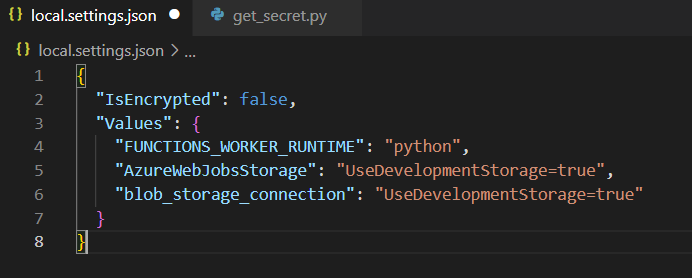 local.settings.json
get_secret.py
local.settings.json > ...
1 {
2 "IsEncrypted": false,
3 "Values": {
4 "FUNCTIONS_WORKER_RUNTIME": "python",
5 "AzureWebJobsStorage": "UseDevelopmentStorage=true",
6 "blob_storage_connection": "UseDevelopmentStorage=true"
7 }
8 }